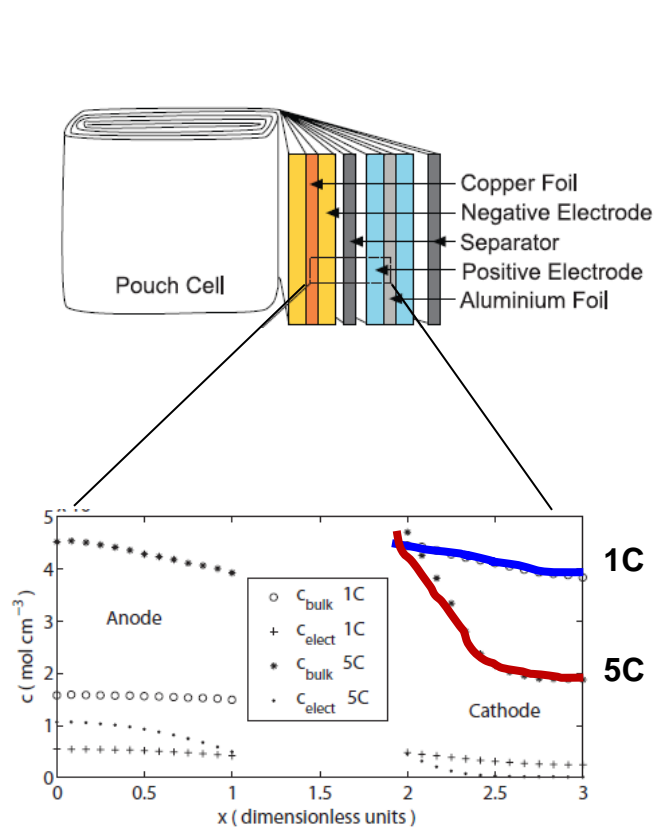 Copper Foil
Negative Electrode
Separator
Positive Electrode
Aluminium Foil
Pouch Cell
5
4
3
2
1
0
c ( mol cm⁻³ )
Anode
c_bulk 1C
c_elect 1C
c_bulk 5C
c_elect 5C
Cathode
1C
5C
0
0.5
1
1.5
2
2.5
3
x ( dimensionless units )